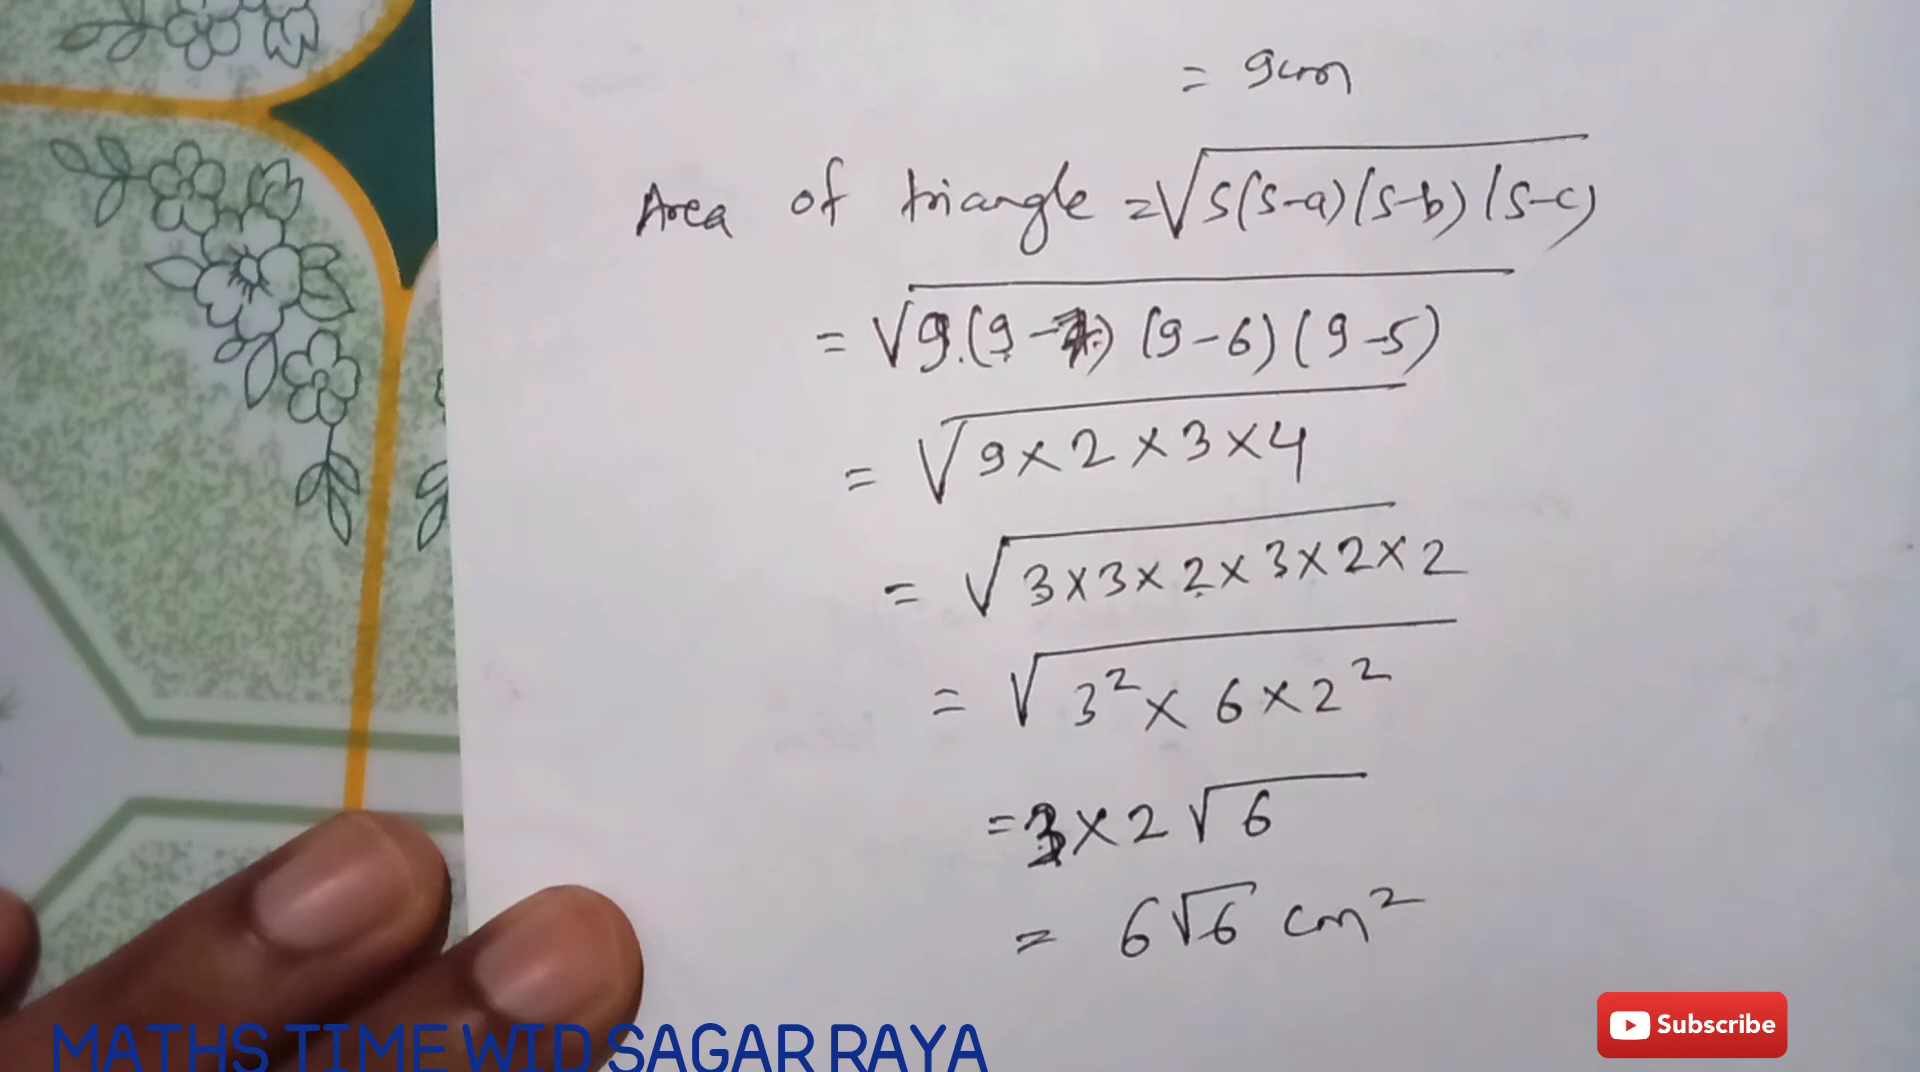 = 9cm
Area of triangle = √s(s-a)(s-b)(s-c)
= √9.(9-7)(9-6)(9-5)
= √9×2×3×4
= √3×3×2×3×2×2
= √3²×6×2²
= 3×2√6
= 6√6 cm²
MATHS TIME WID SAGAR RAYA
Subscribe